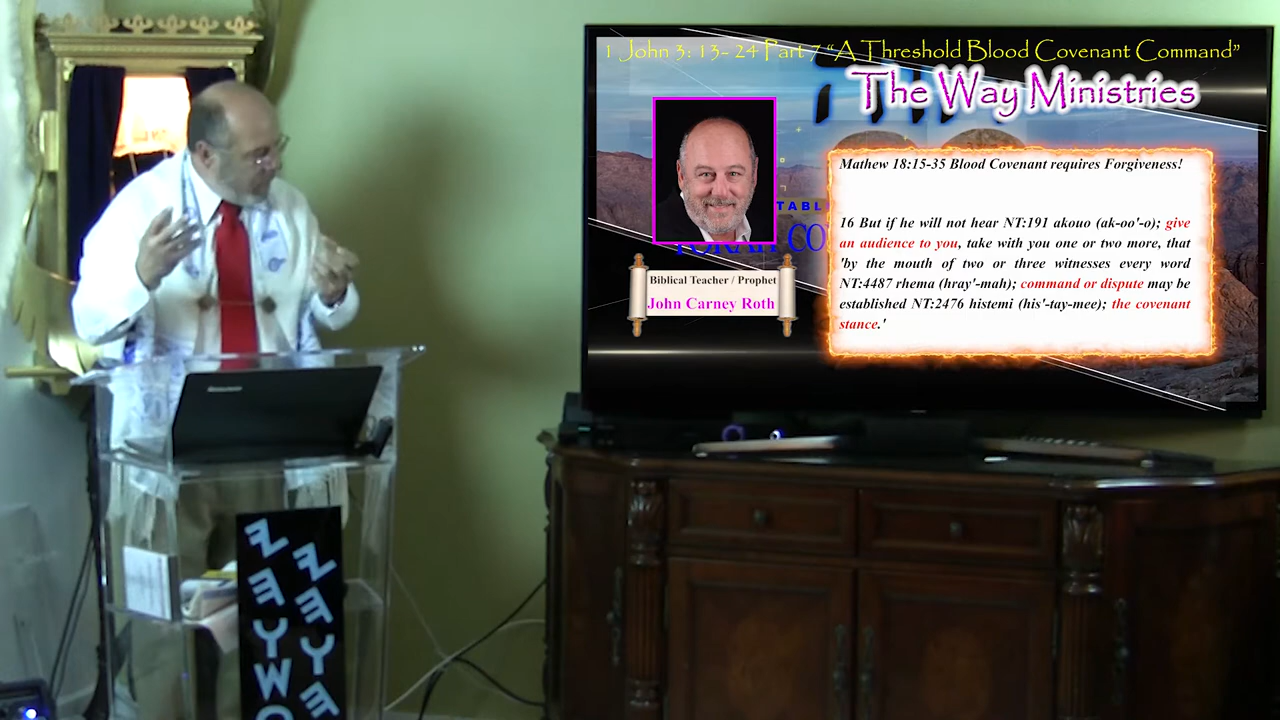 1 John 3: 13- 24 Part 7 “A Threshold Blood Covenant Command”
The Way Ministries
Mathew 18:15-35 Blood Covenant requires Forgiveness!
16 But if he will not hear NT:191 akouo (ak-oo'-o); give
an audience to you, take with you one or two more, that
'by the mouth of two or three witnesses every word
NT:4487 rhema (hray'-mah); command or dispute may be
established NT:2476 histemi (his'-tay-mee); the covenant
stance.'
TABL
Biblical Teacher / Prophet
John Carney Roth